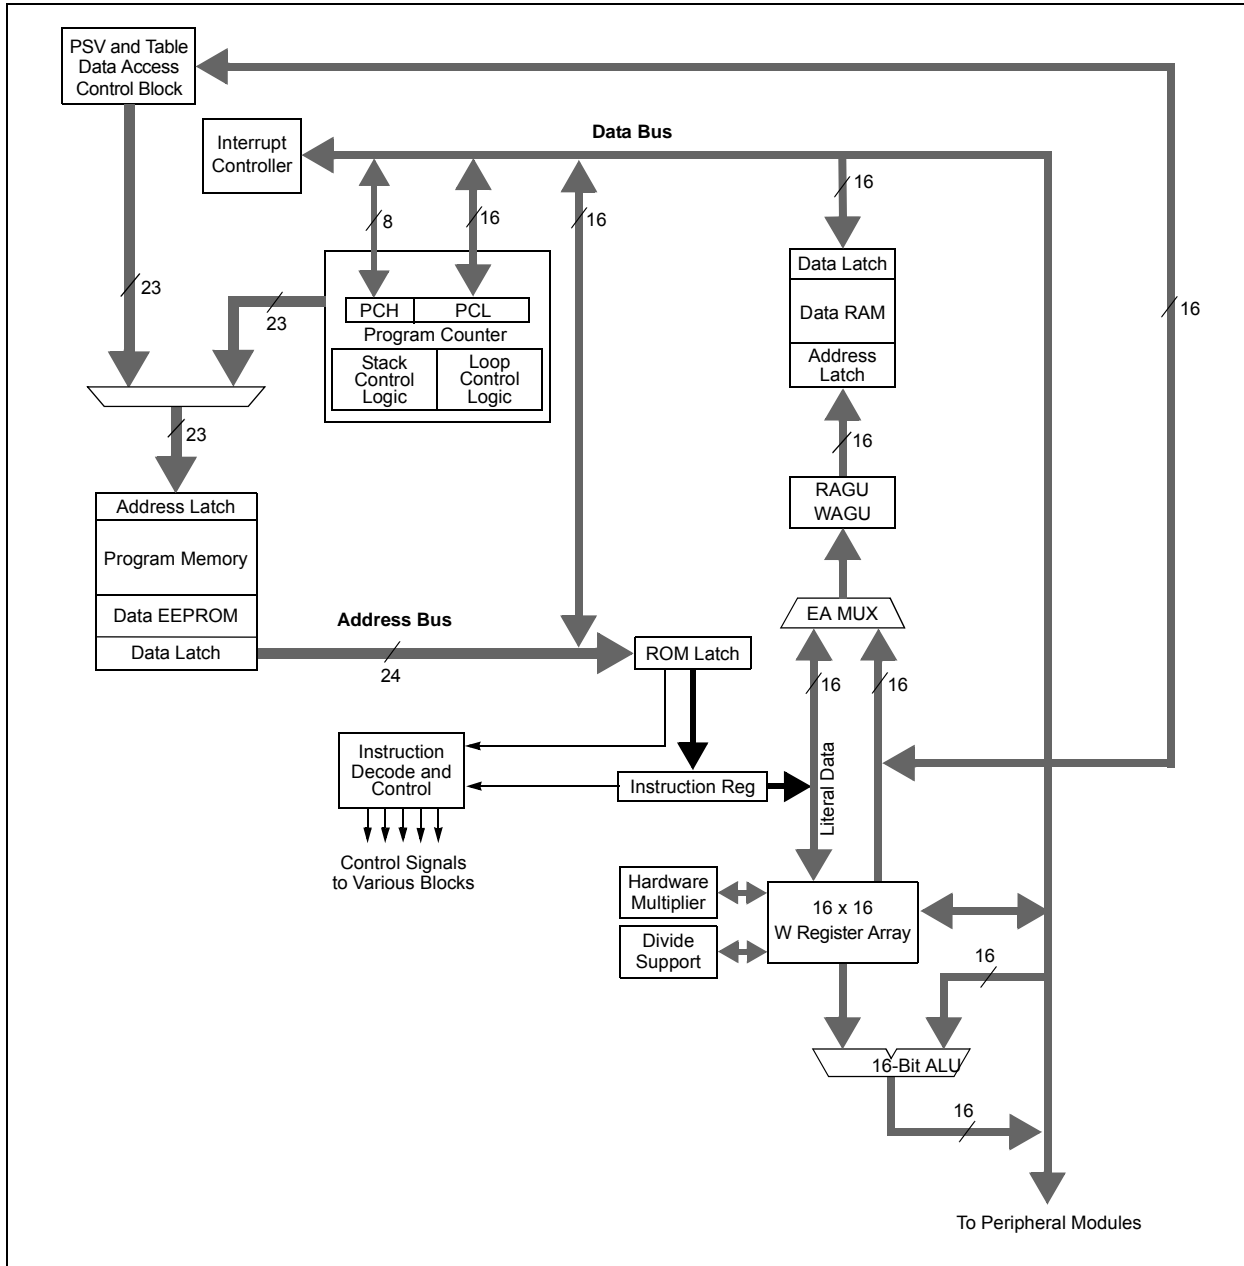 PSV and Table
Data Access
Control Block
Data Bus
Interrupt
Controller
16
8
16
16
Data Latch
23
23
16
PCH
PCL
Data RAM
Program Counter
Stack
Control
Logic
Loop
Control
Logic
Address
Latch
23
16
RAGU
WAGU
Address Latch
Program Memory
Data EEPROM
Data Latch
Address Bus
24
EA MUX
ROM Latch
16
16
Instruction
Decode and
Control
Instruction Reg
Literal Data
Control Signals
to Various Blocks
Hardware
Multiplier
16 x 16
W Register Array
Divide
Support
16
16-Bit ALU
16
To Peripheral Modules